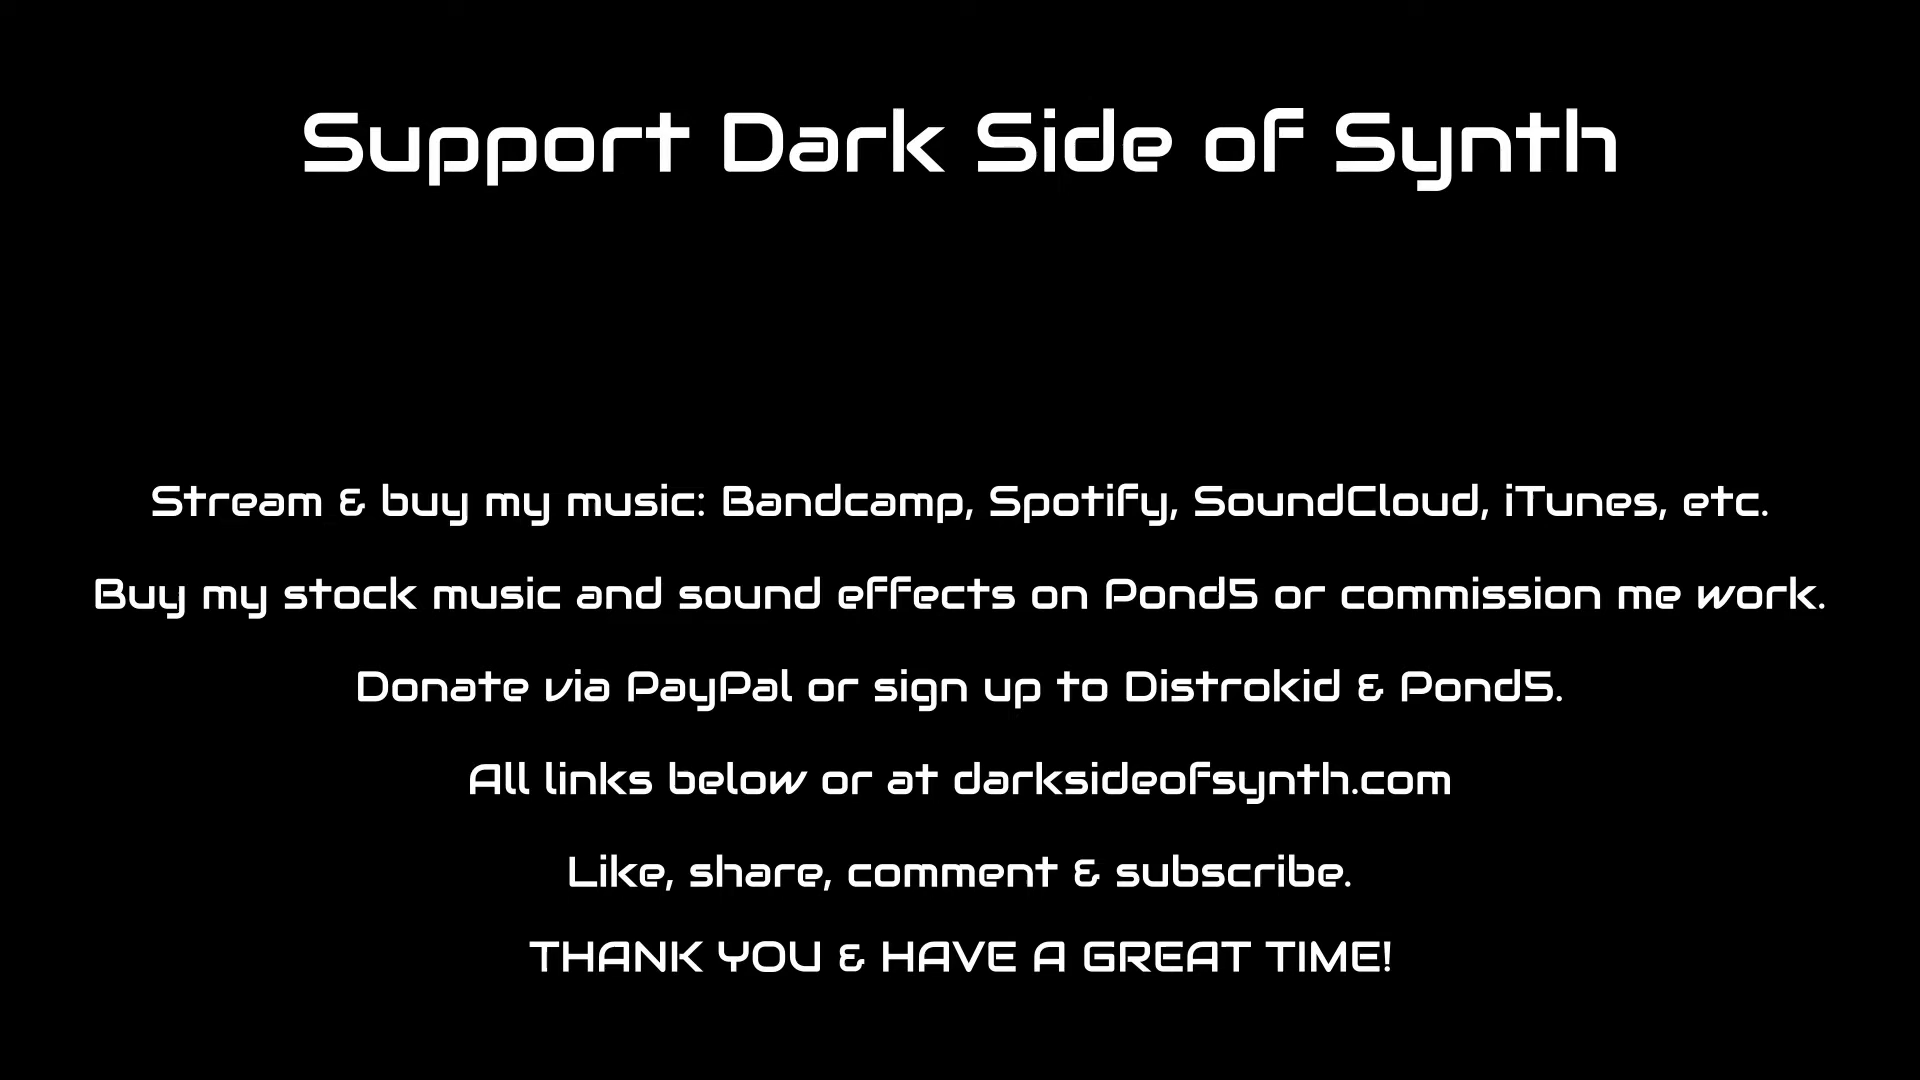 Support Dark Side of Synth
Stream & buy my music: Bandcamp, Spotify, SoundCloud, iTunes, etc.
Buy my stock music and sound effects on Pond5 or commission me work.
Donate via PayPal or sign up to Distrokid & Pond5.
All links below or at darksideofsynth.com
Like, share, comment & subscribe.
THANK YOU & HAVE A GREAT TIME!